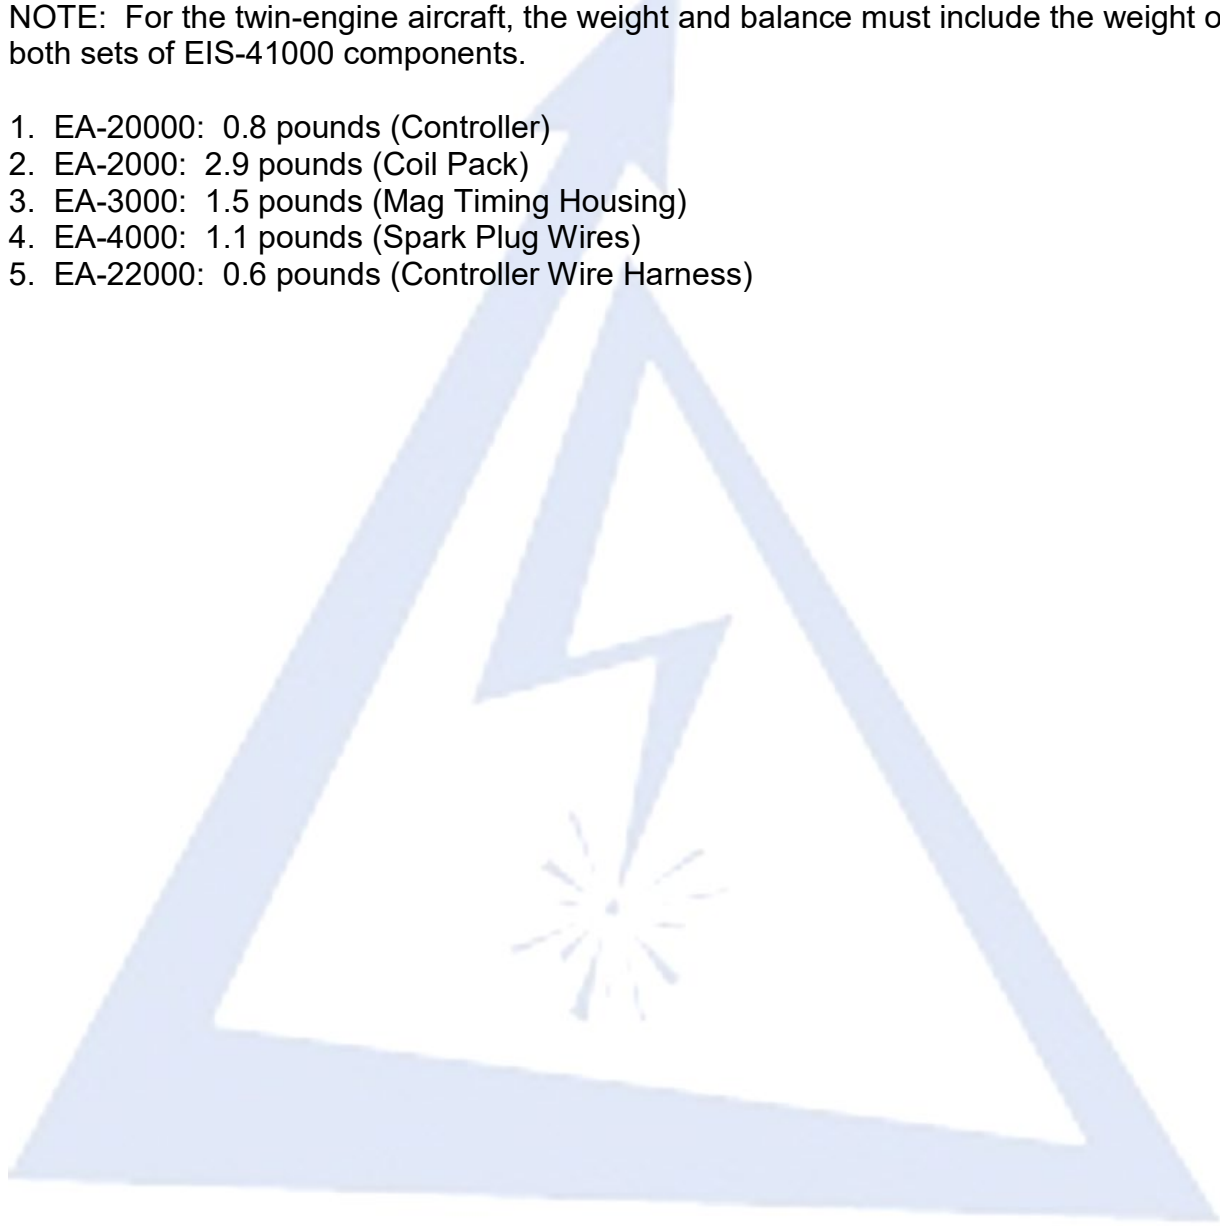 NOTE:  For the twin-engine aircraft, the weight and balance must include the weight o
both sets of EIS-41000 components.
1.  EA-20000:  0.8 pounds (Controller)
2.  EA-2000:  2.9 pounds (Coil Pack)
3.  EA-3000:  1.5 pounds (Mag Timing Housing)
4.  EA-4000:  1.1 pounds (Spark Plug Wires)
5.  EA-22000:  0.6 pounds (Controller Wire Harness)